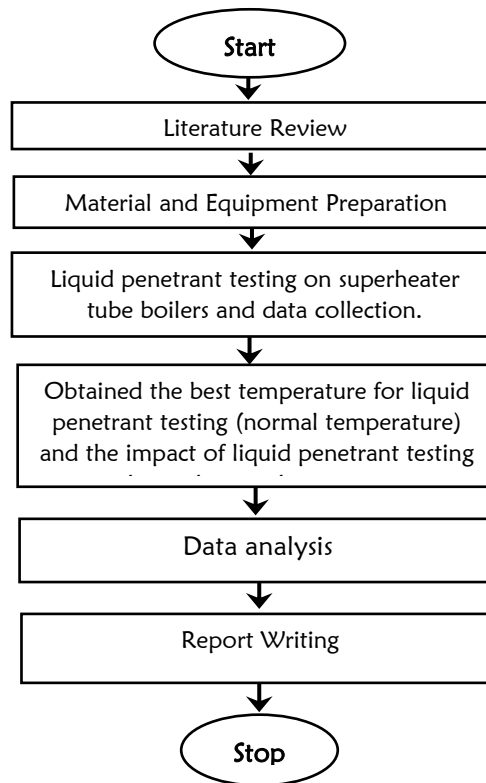 Start
Literature Review
Material and Equipment Preparation
Liquid penetrant testing on superheater
tube boilers and data collection.
Obtained the best temperature for liquid
penetrant testing (normal temperature)
and the impact of liquid penetrant testing
Data analysis
Report Writing
Stop